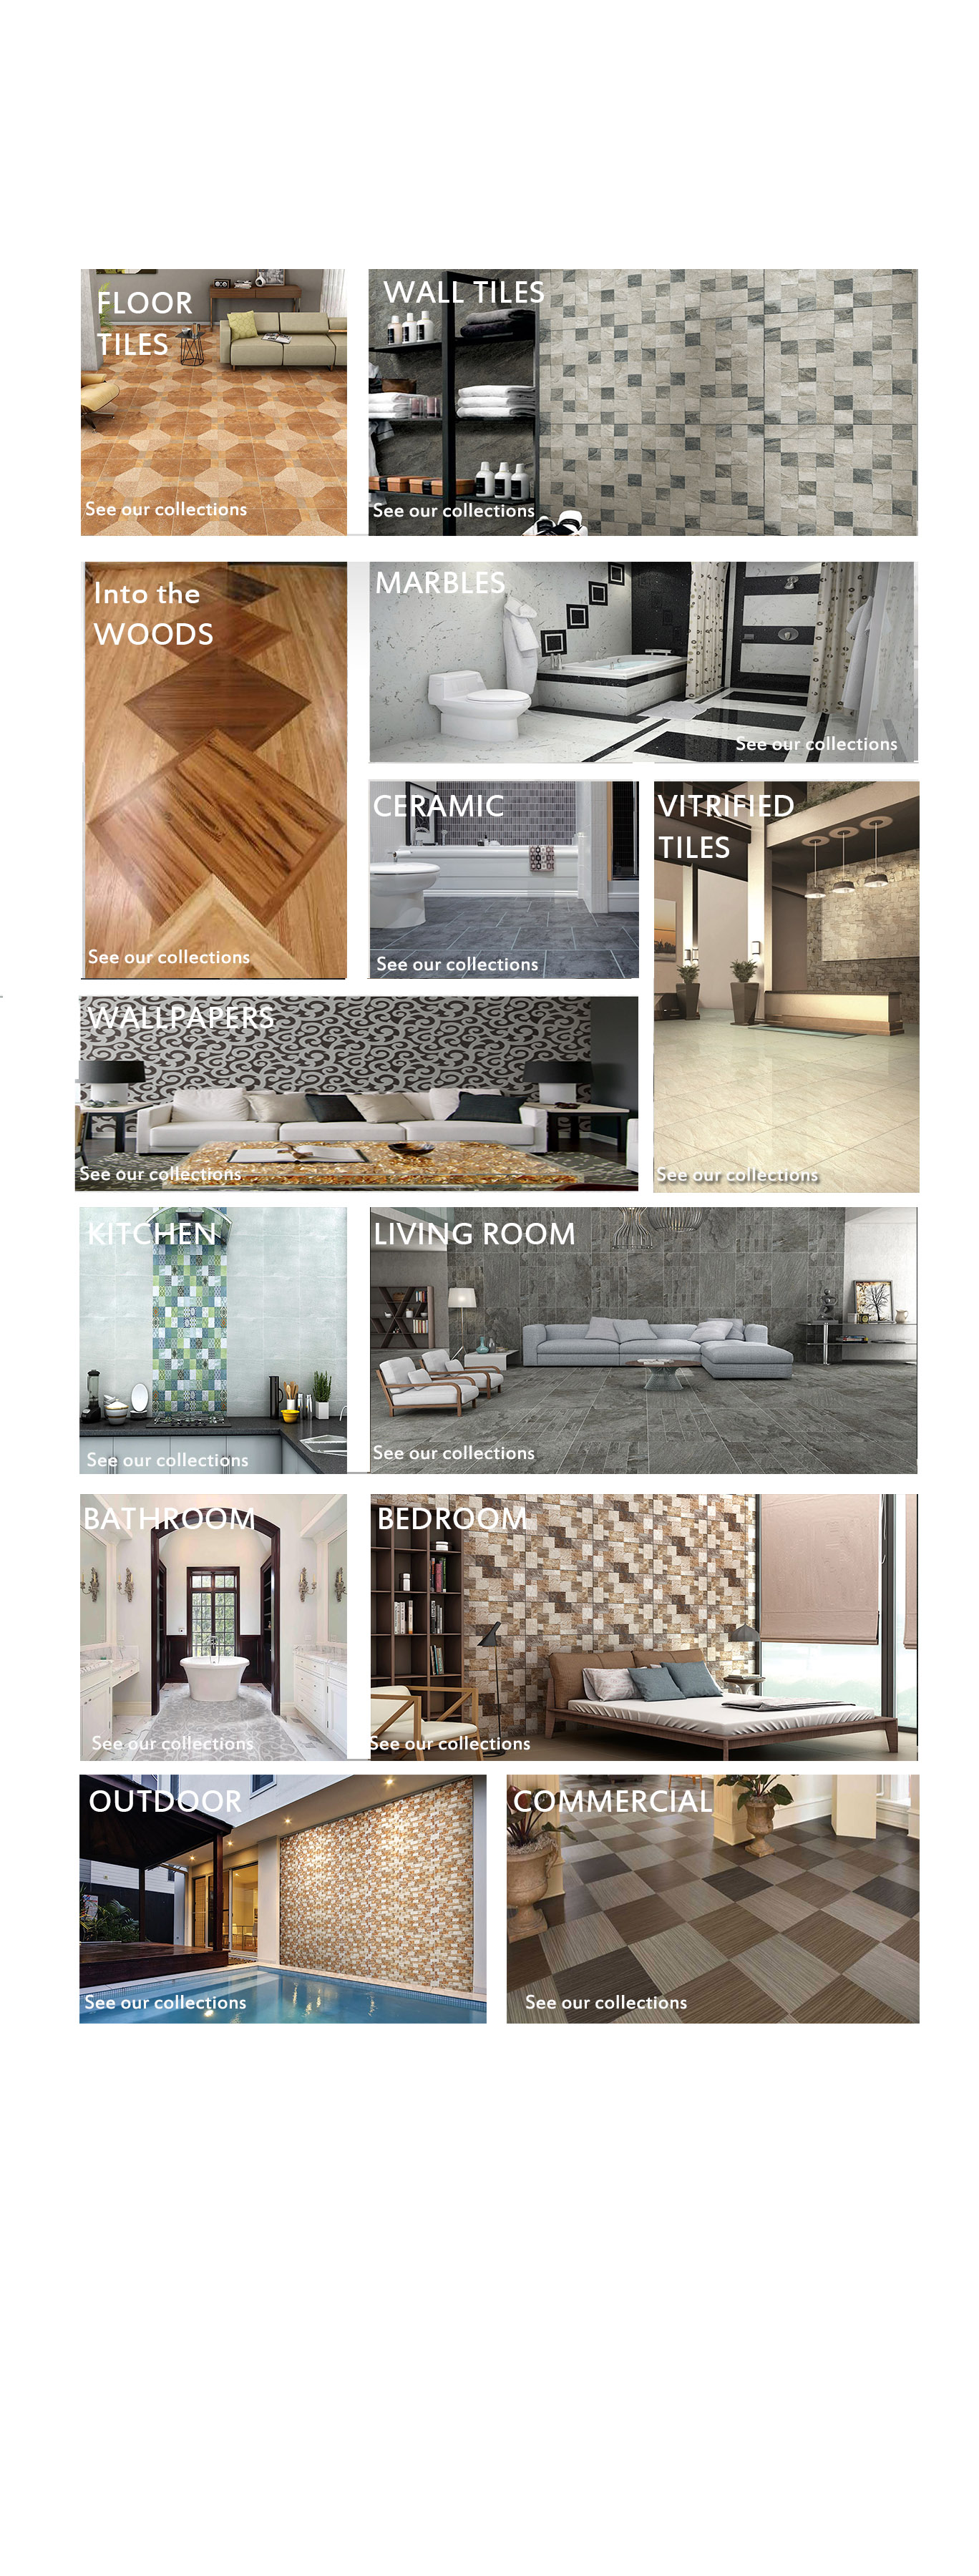 FLOOR
TILES
See our collections
WALL TILES
See our collections
Into the
WOODS
See our collections
MARBLES
See our collections
CERAMIC
See our collections
VITRIFIED
TILES
See our collections
WALLPAPERS
See our collections
KITCHEN
See our collections
LIVING ROOM
See our collections
BATHROOM
See our collections
BEDROOM
See our collections
OUTDOOR
See our collections
COMMERCIAL
See our collections